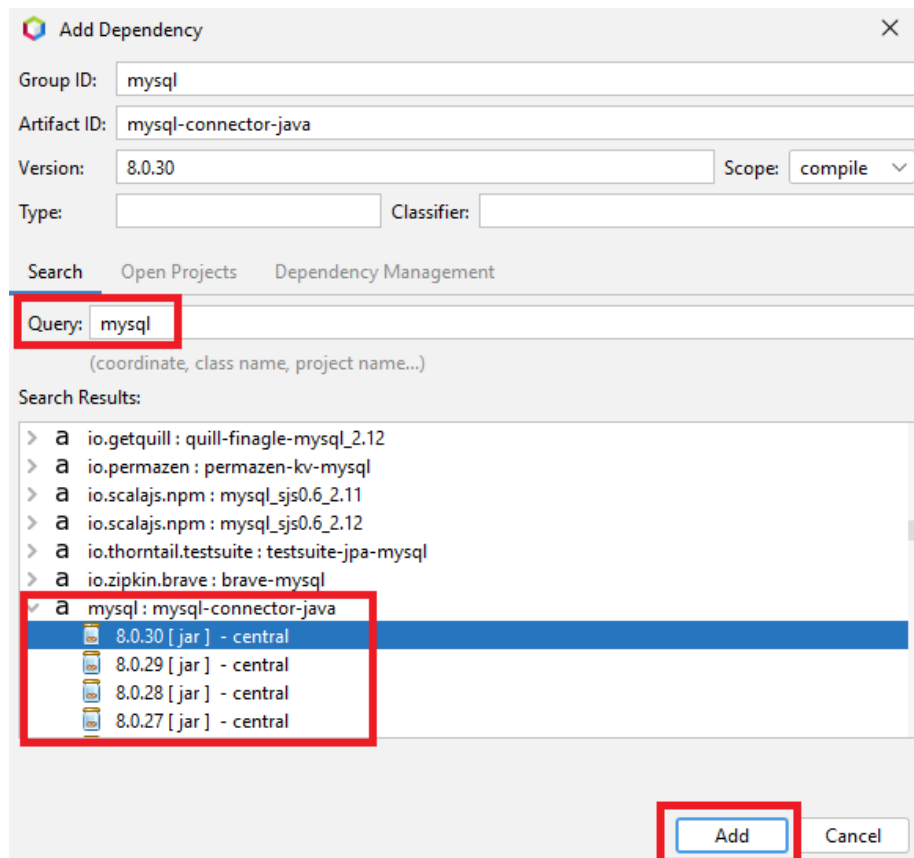 Add Dependency
Group ID: mysql
Artifact ID: mysql-connector-java
Version: 8.0.30 Scope: compile
Type: Classifier:
Search Open Projects Dependency Management
Query: mysql
(coordinate, class name, project name...)
Search Results:
a io.getquill : quill-finagle-mysql_2.12
a io.permazen : permazen-kv-mysql
a io.scalajs.npm : mysql_sjs0.6_2.11
a io.scalajs.npm : mysql_sjs0.6_2.12
a io.thorntail.testsuite : testsuite-jpa-mysql
a io.zipkin.brave : brave-mysql
a mysql : mysql-connector-java
8.0.30 [ jar ] - central
8.0.29 [ jar ] - central
8.0.28 [ jar ] - central
8.0.27 [ jar ] - central
Add Cancel